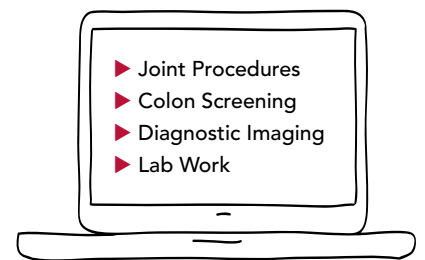 Joint Procedures
Colon Screening
Diagnostic Imaging
Lab Work